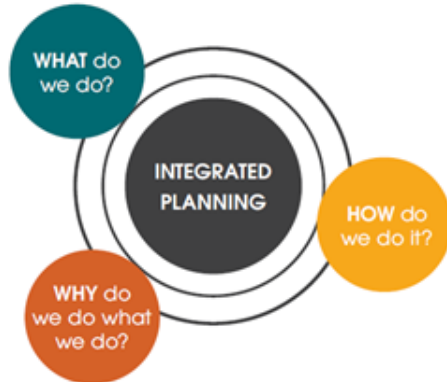 WHAT do
we do?
INTEGRATED
PLANNING
HOW do
we do it?
WHY do
we do what
we do?